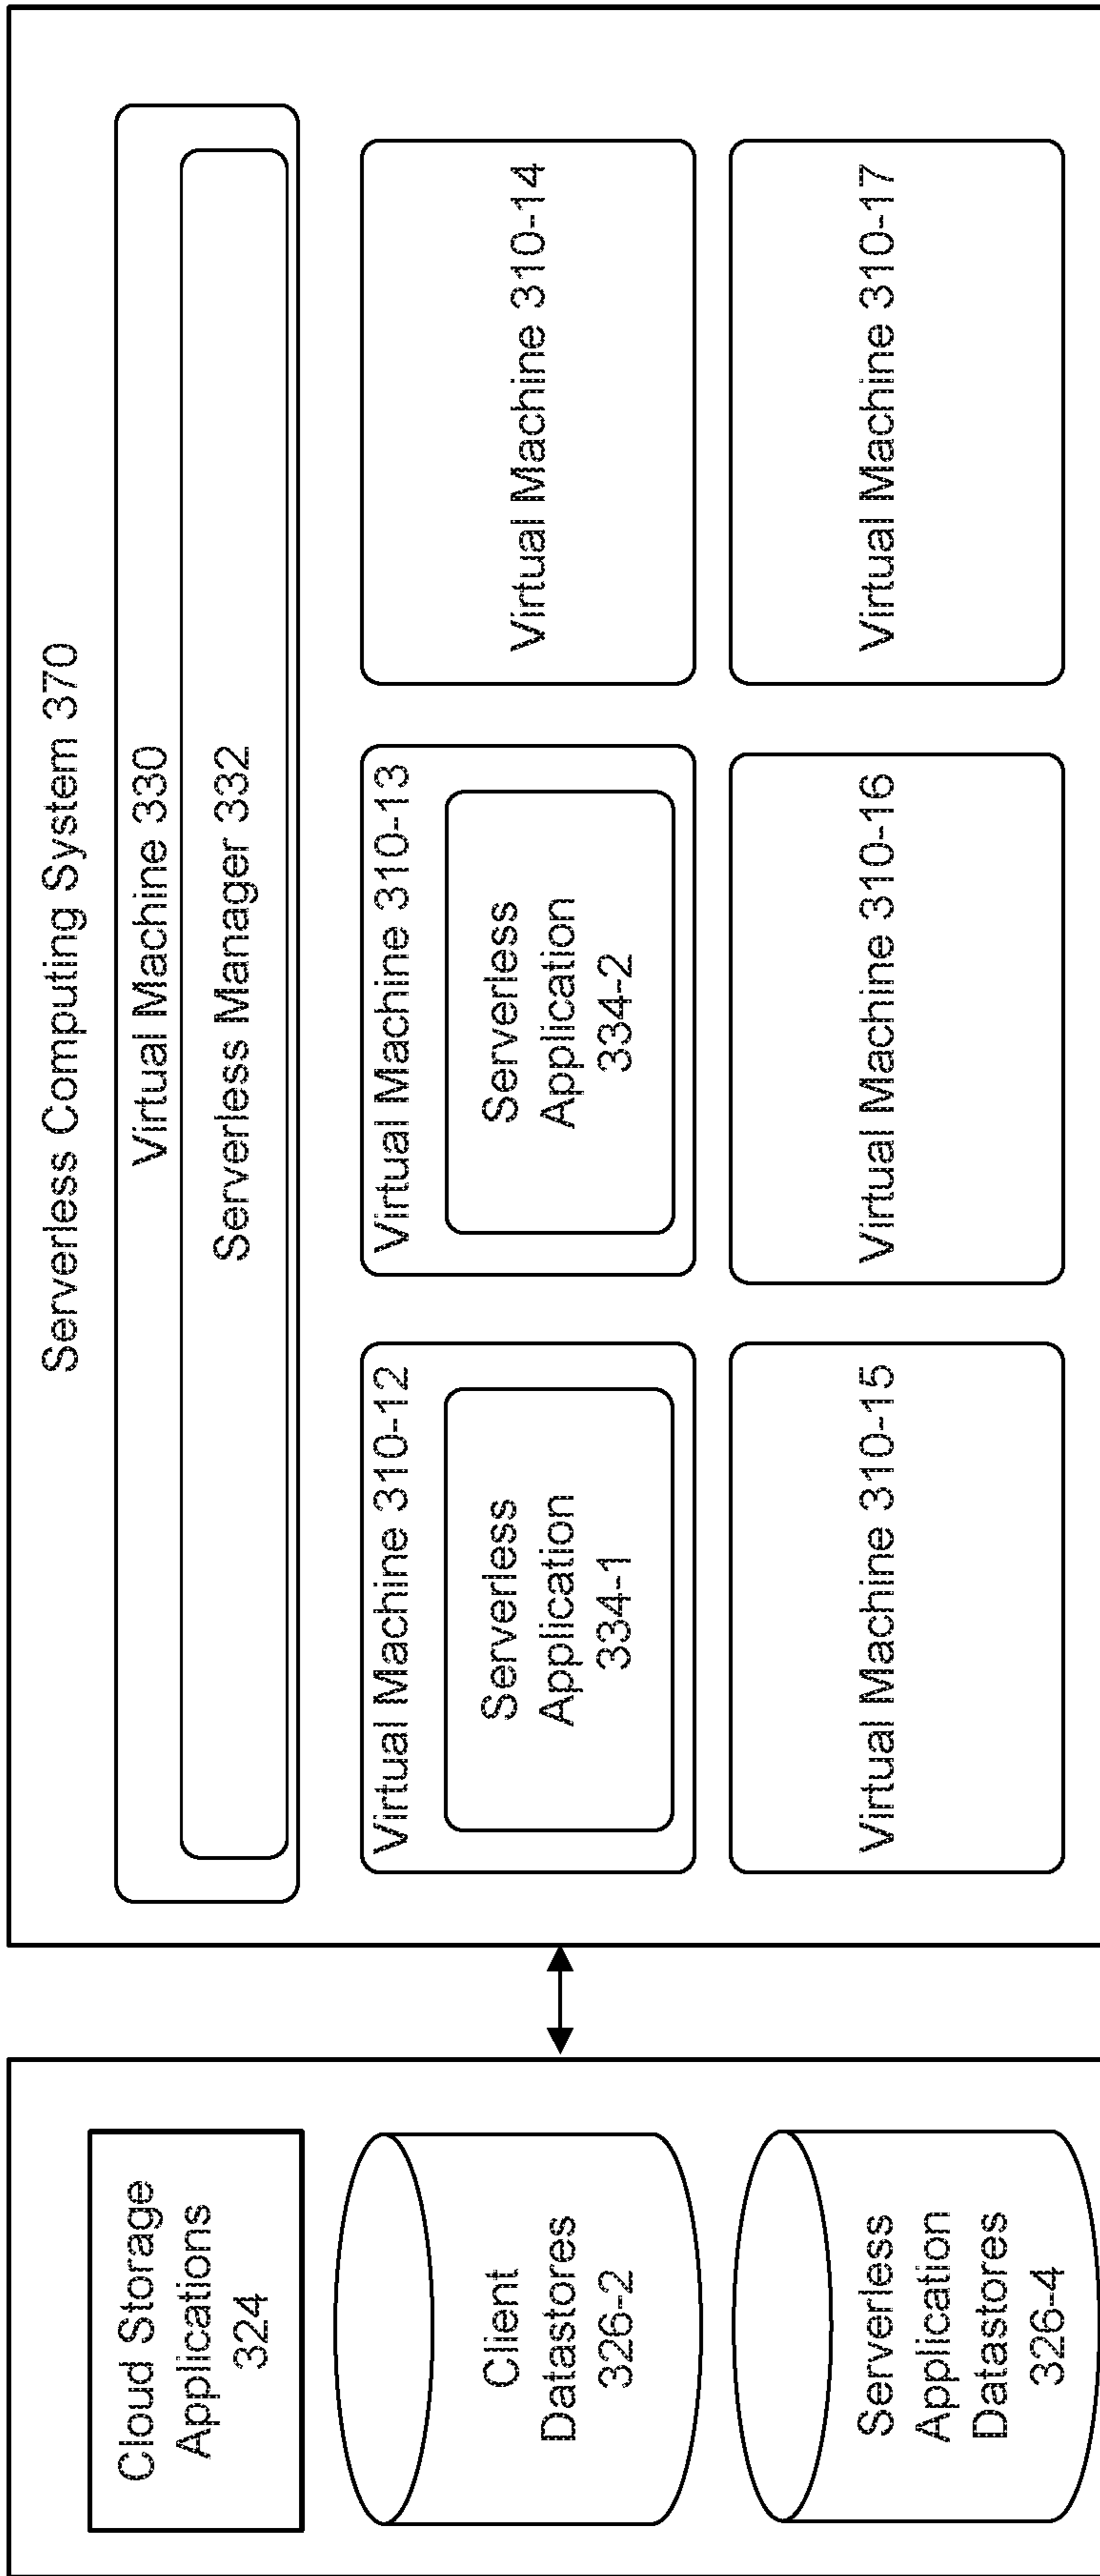 Cloud Storage
Applications
324
Client
Datastores
326-2
Serverless
Application
Datastores
326-4
Serverless Computing System 370
Virtual Machine 330
Serverless Manager 332
Virtual Machine 310-12
Serverless
Application
334-1
Virtual Machine 310-13
Serverless
Application
334-2
Virtual Machine 310-14
Virtual Machine 310-15
Virtual Machine 310-16
Virtual Machine 310-17